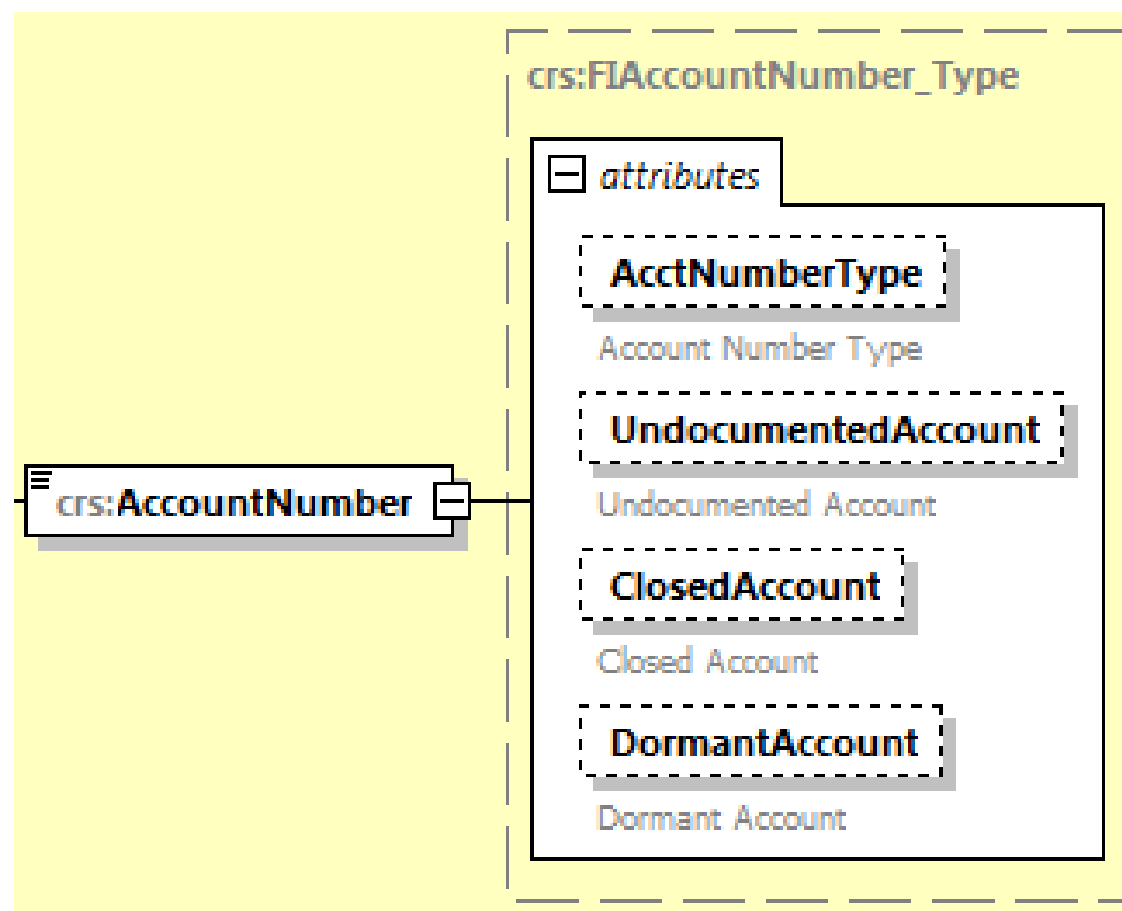 crs:FIAccountNumber_Type
attributes
AcctNumberType
Account Number Type
UndocumentedAccount
Undocumented Account
crs:AccountNumber
ClosedAccount
Closed Account
DormantAccount
Dormant Account